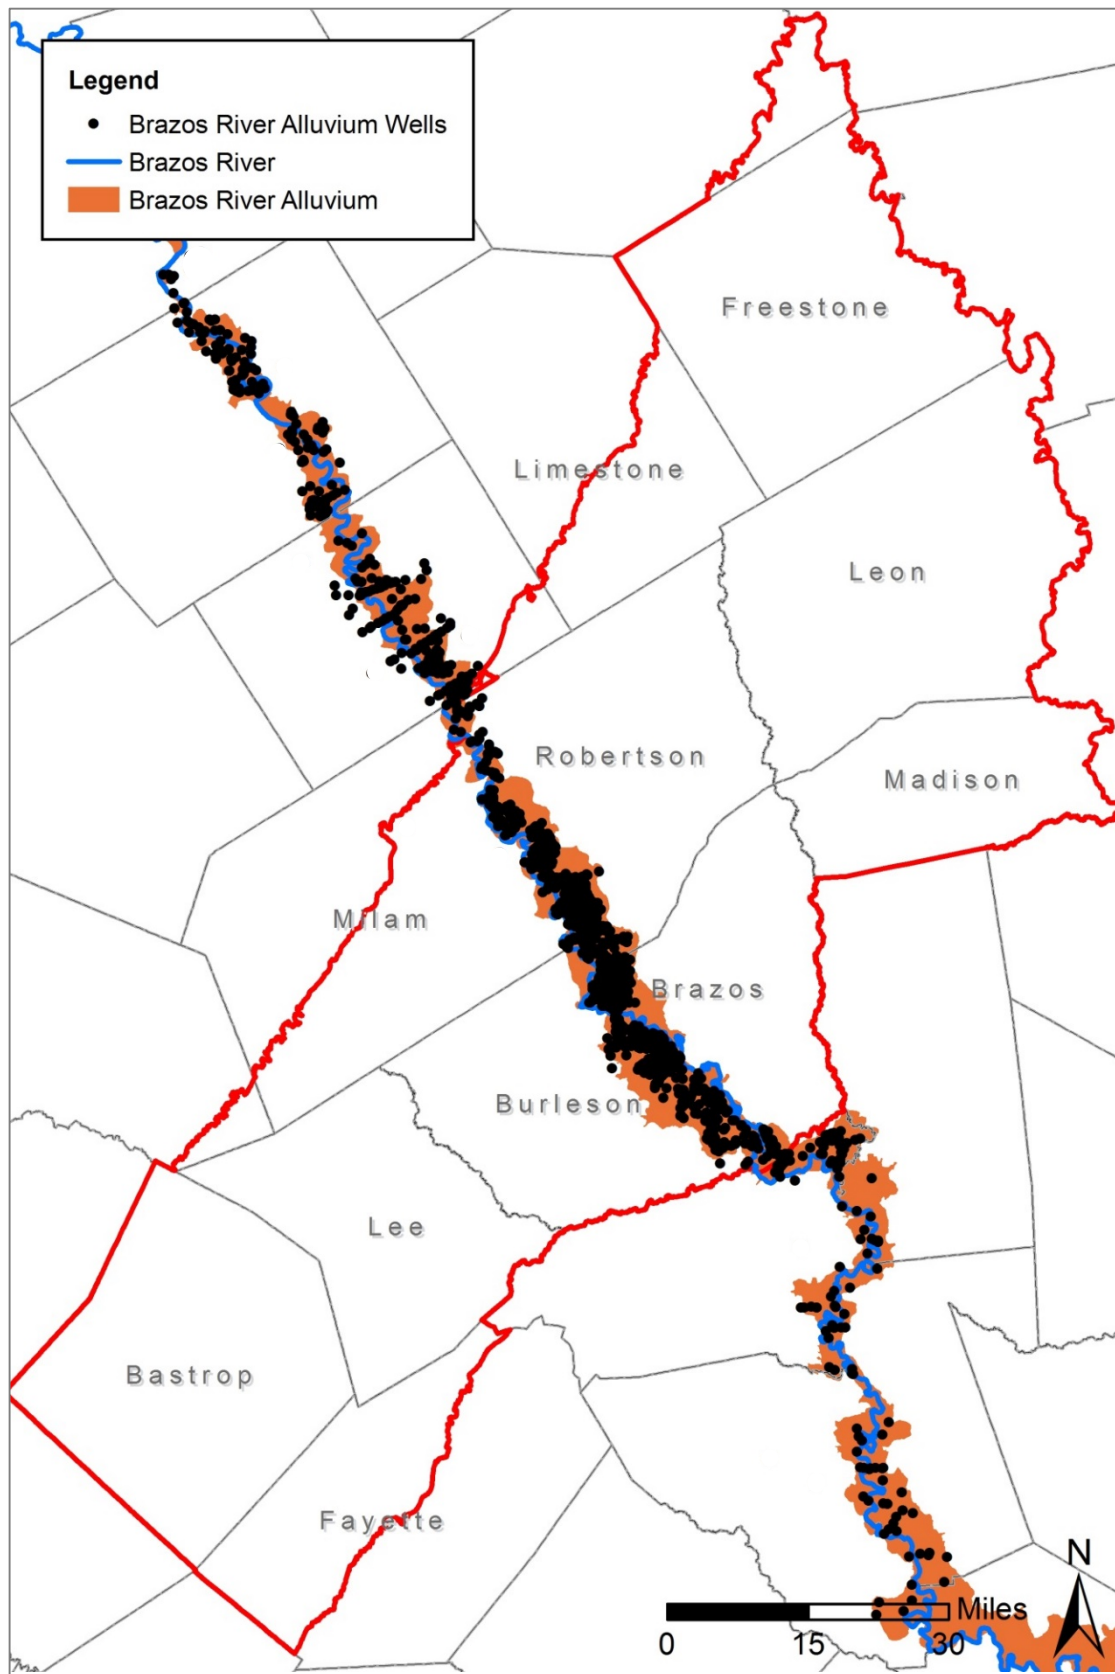 Legend
Brazos River Alluvium Wells
Brazos River
Brazos River Alluvium
Freestone
Limestone
Leon
Robertson
Madison
Milam
Brazos
Burleson
Lee
Bastrop
Fayette
N
Miles
0 15 30